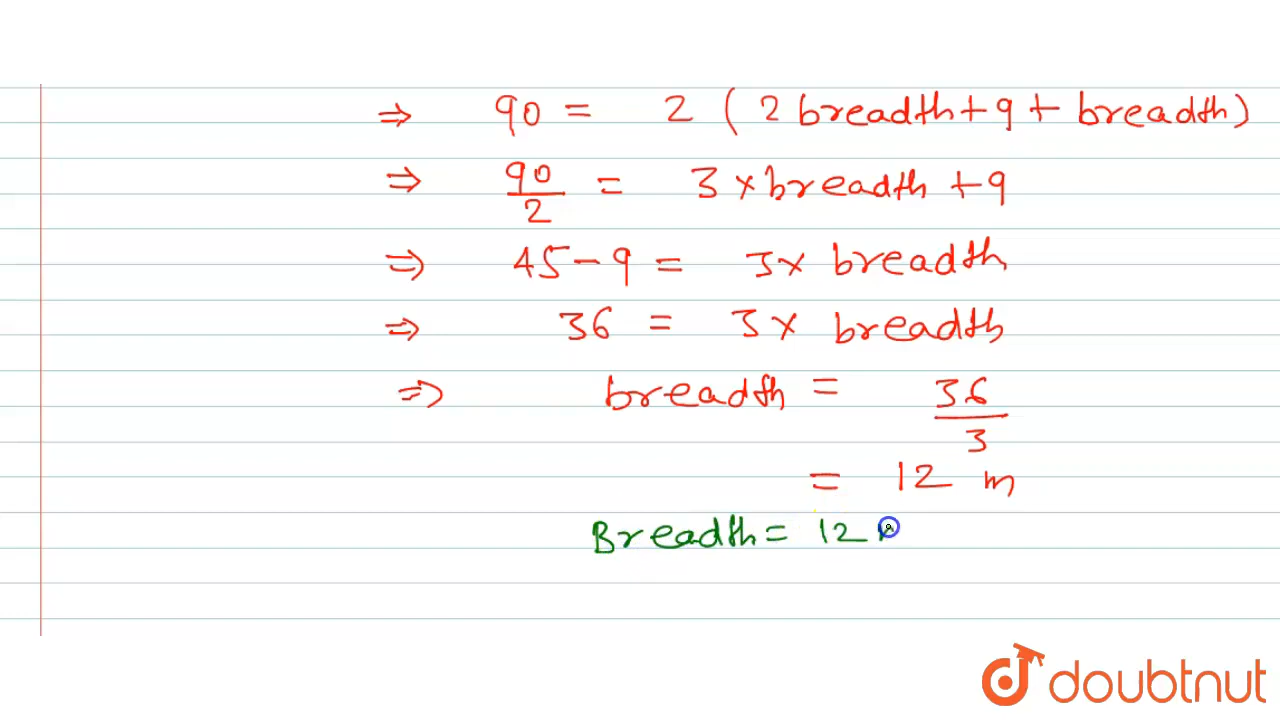 ⇒ 90 = 2 ( 2 breadth + 9 + breadth)
⇒ 90/2 = 3 × breadth + 9
⇒ 45 - 9 = 3 × breadth
⇒ 36 = 3 × breadth
⇒ breadth = 36/3
= 12 m
Breadth = 12
doubtnut